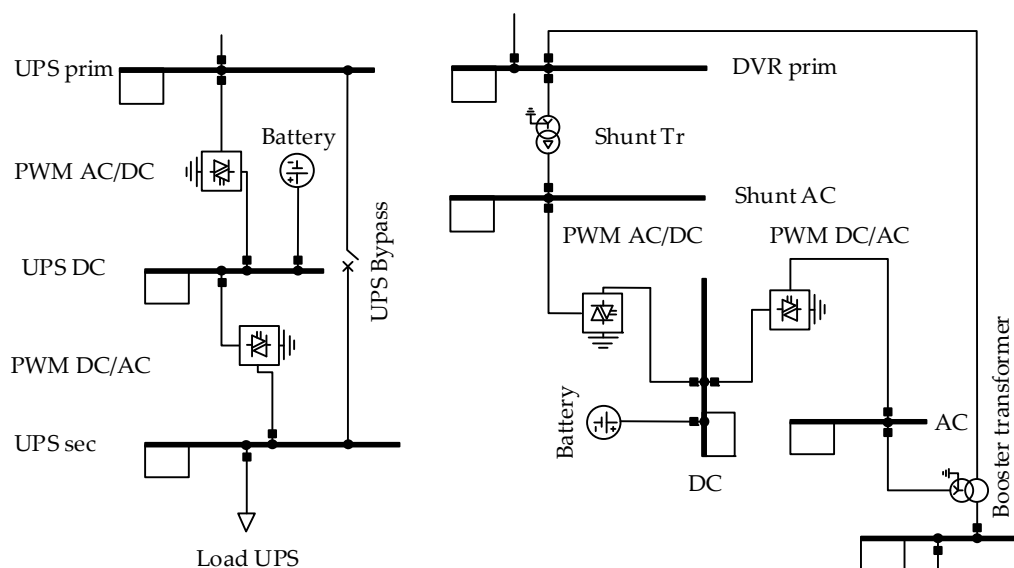 UPS prim
Battery
PWM AC/DC
UPS Bypass
UPS DC
PWM DC/AC
UPS sec
Load UPS
DVR prim
Shunt Tr
Shunt AC
PWM AC/DC
PWM DC/AC
Battery
DC
AC
Booster transformer